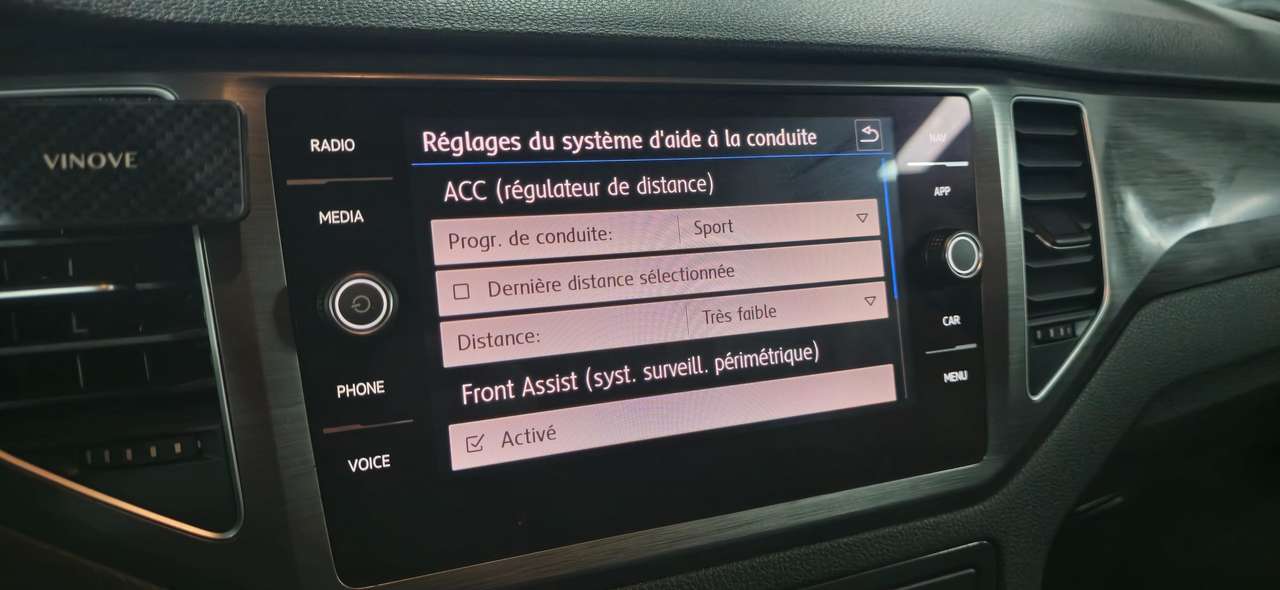 VINOVE
RADIO
MEDIA
PHONE
VOICE
Réglages du système d'aide à la conduite
ACC (régulateur de distance)
Progr. de conduite: Sport
Dernière distance sélectionnée
Distance: Très faible
Front Assist (syst. surveill. périmétrique)
Activé
NAV
APP
CAR
MENU